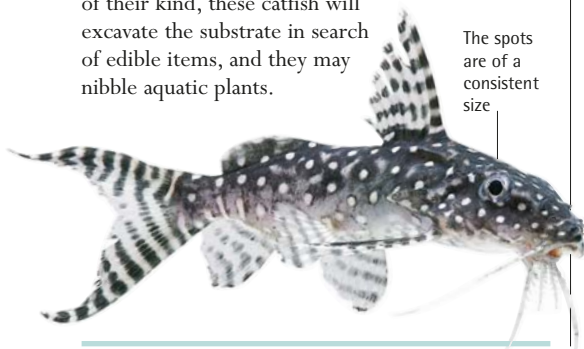 of their kind, these catfish will
excavate the substrate in search
of edible items, and they may
nibble aquatic plants.
The spots
are of a
consistent
size